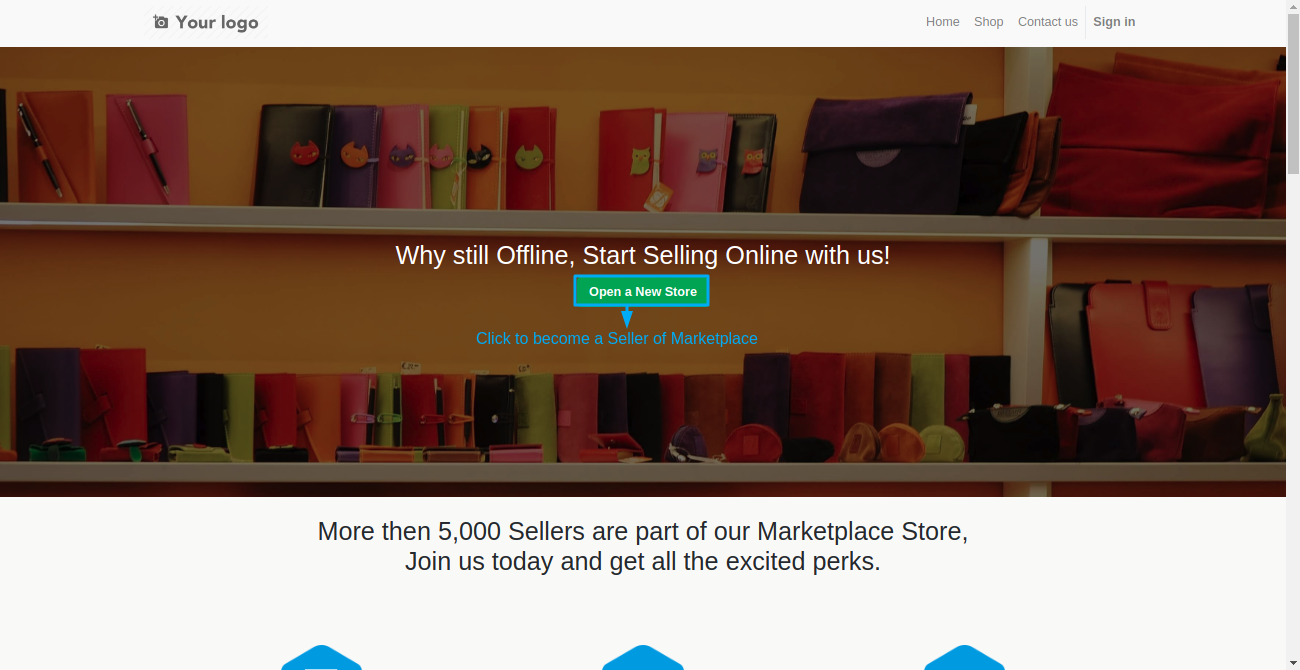 Your logo
Home Shop Contact us Sign in
Why still Offline, Start Selling Online with us!
Open a New Store
Click to become a Seller of Marketplace
More then 5,000 Sellers are part of our Marketplace Store,
Join us today and get all the excited perks.